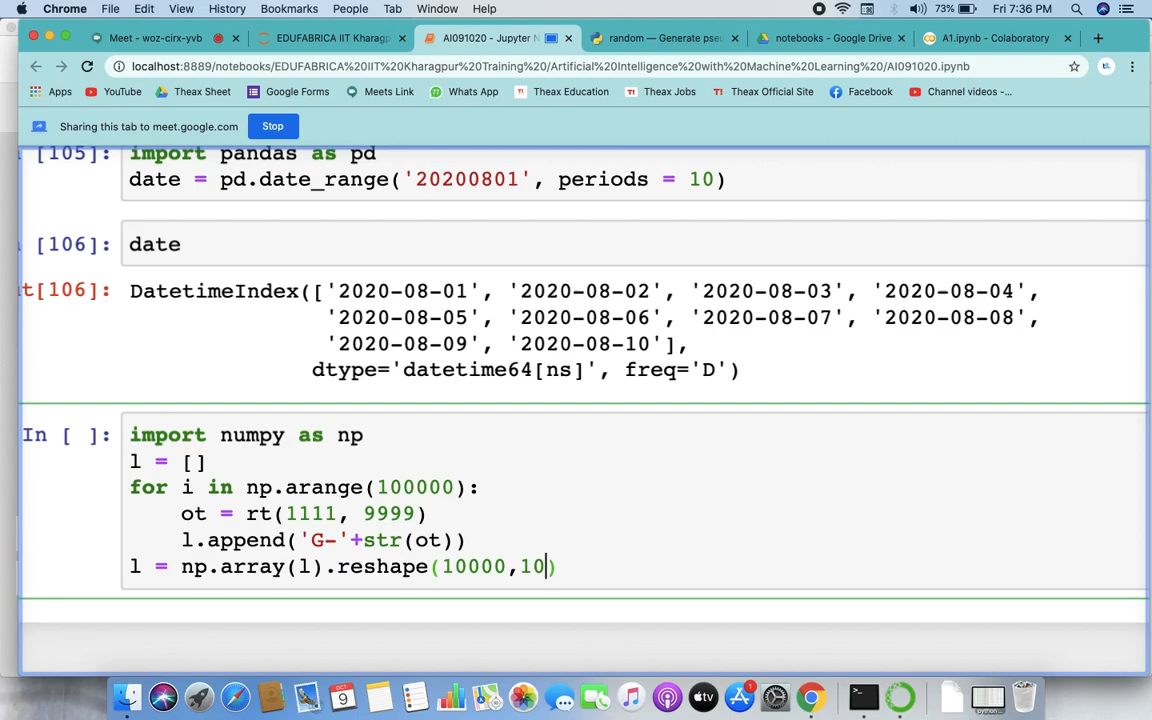 Chrome File Edit View History Bookmarks People Tab Window Help 73% Fri 7:36 PM
Meet - woz-cirx-yvb EDUFABRICA IIT Kharagp AI091020 - Jupyter N random — Generate pseu notebooks - Google Drive A1.ipynb - Colaboratory
localhost:8889/notebooks/EDUFABRICA%20IIT%20Kharagpur%20Training%20/Artificial%20Intelligence%20with%20Machine%20Learning%20/AI091020.ipynb
Apps YouTube Theax Sheet Google Forms Meets Link Whats App Theax Education Theax Jobs Theax Official Site Facebook Channel videos -...
Sharing this tab to meet.google.com Stop
[105]: import pandas as pd
date = pd.date_range('20200801', periods = 10)
[106]: date
t[106]: DatetimeIndex(['2020-08-01', '2020-08-02', '2020-08-03', '2020-08-04',
'2020-08-05', '2020-08-06', '2020-08-07', '2020-08-08',
'2020-08-09', '2020-08-10'],
dtype='datetime64[ns]', freq='D')
In [ ]: import numpy as np
l = []
for i in np.arange(100000):
ot = rt(1111, 9999)
l.append('G-'+str(ot))
l = np.array(l).reshape(10000,10)